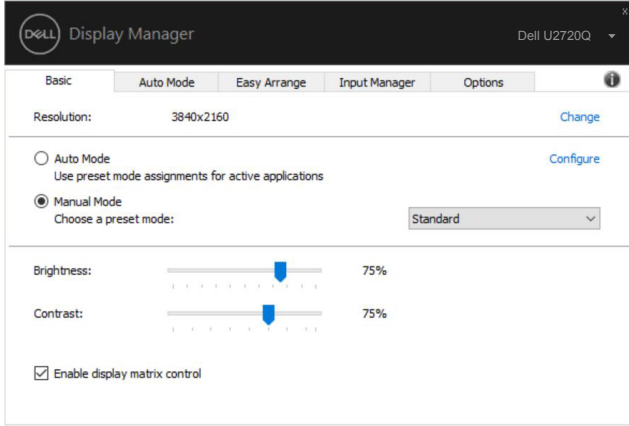 DELL Display Manager
x
Dell U2720Q
Basic Auto Mode Easy Arrange Input Manager Options
Resolution: 3840x2160 Change
Auto Mode Configure
Use preset mode assignments for active applications
Manual Mode
Choose a preset mode: Standard
Brightness: 75%
Contrast: 75%
Enable display matrix control